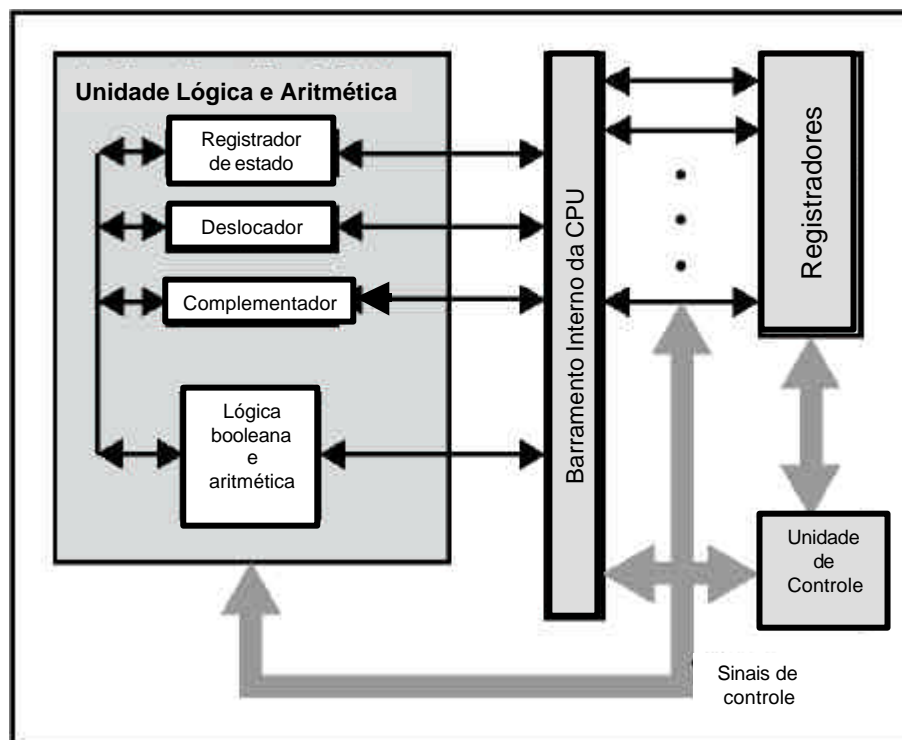 Unidade Lógica e Aritmética
Registrador
de estado
Deslocador
Complementador
Lógica
booleana
e
aritmética
Barramento Interno da CPU
Registradores
Unidade
de
Controle
Sinais de
controle